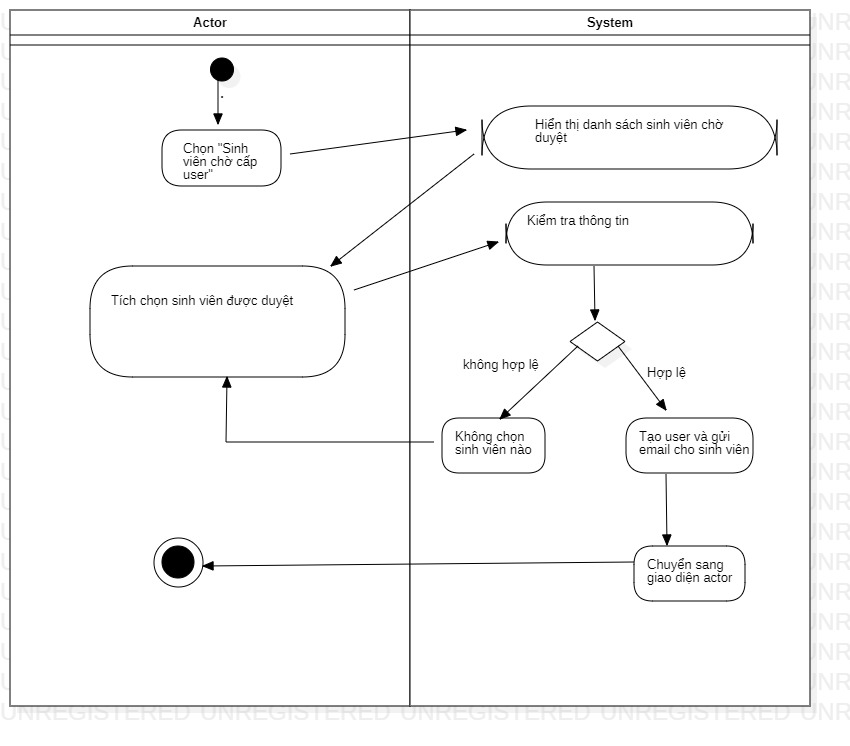 Actor
System
Chọn "Sinh
viên chờ cấp
user"
Hiển thị danh sách sinh viên chờ
duyệt
Kiểm tra thông tin
Tích chọn sinh viên được duyệt
không hợp lệ
Hợp lệ
Không chọn
sinh viên nào
Tạo user và gửi
email cho sinh viên
Chuyển sang
giao diện actor
UNREGISTERED UNREGISTERED UNREGISTERED UNREGISTERED UNR